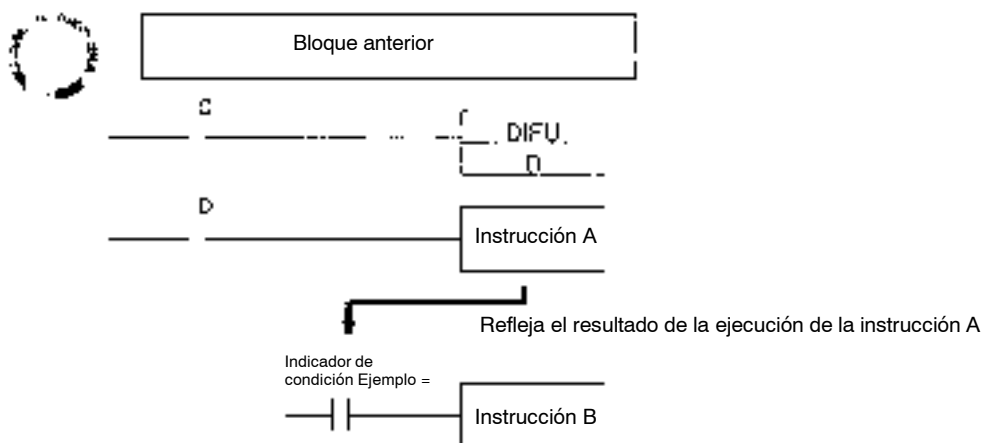 Bloque anterior
C
DIFU
D
D
Instrucción A
Refleja el resultado de la ejecución de la instrucción A
Indicador de
condición Ejemplo =
Instrucción B